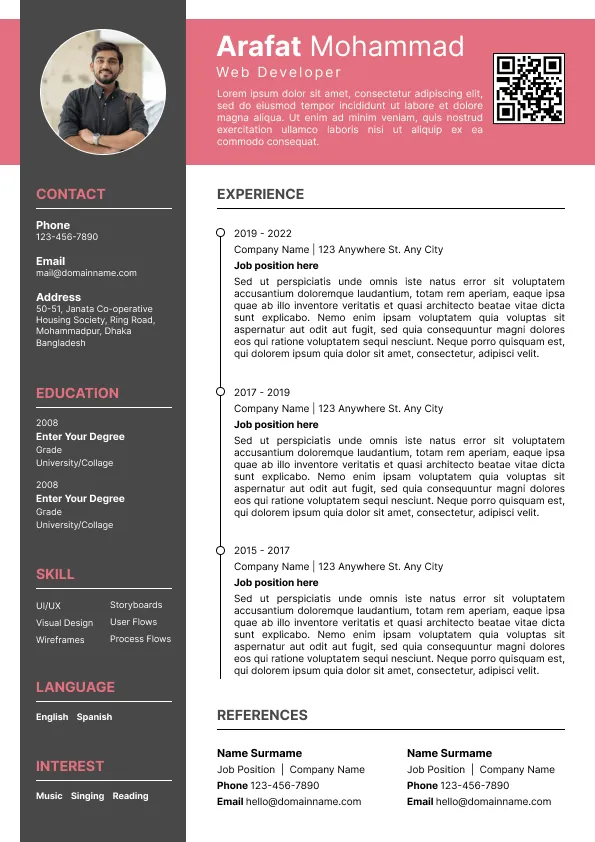 Arafat Mohammad
Web Developer
Lorem ipsum dolor sit amet, consectetur adipiscing elit,
sed do eiusmod tempor incididunt ut labore et dolore
magna aliqua. Ut enim ad minim veniam, quis nostrud
exercitation ullamco laboris nisi ut aliquip ex ea
commodo consequat.
CONTACT
Phone
123-456-7890
Email
mail@domainname.com
Address
50-51, Janata Co-operative
Housing Society, Ring Road,
Mohammadpur, Dhaka
Bangladesh
EDUCATION
2008
Enter Your Degree
Grade
University/Collage
2008
Enter Your Degree
Grade
University/Collage
SKILL
UI/UX Storyboards
Visual Design User Flows
Wireframes Process Flows
LANGUAGE
English Spanish
INTEREST
Music Singing Reading
EXPERIENCE
2019 - 2022
Company Name | 123 Anywhere St. Any City
Job position here
Sed ut perspiciatis unde omnis iste natus error sit voluptatem
accusantium doloremque laudantium, totam rem aperiam, eaque ipsa
quae ab illo inventore veritatis et quasi architecto beatae vitae dicta
sunt explicabo. Nemo enim ipsam voluptatem quia voluptas sit
aspernatur aut odit aut fugit, sed quia consequuntur magni dolores
eos qui ratione voluptatem sequi nesciunt. Neque porro quisquam est,
qui dolorem ipsum quia dolor sit amet, consectetur, adipisci velit.
2017 - 2019
Company Name | 123 Anywhere St. Any City
Job position here
Sed ut perspiciatis unde omnis iste natus error sit voluptatem
accusantium doloremque laudantium, totam rem aperiam, eaque ipsa
quae ab illo inventore veritatis et quasi architecto beatae vitae dicta
sunt explicabo. Nemo enim ipsam voluptatem quia voluptas sit
aspernatur aut odit aut fugit, sed quia consequuntur magni dolores
eos qui ratione voluptatem sequi nesciunt. Neque porro quisquam est,
qui dolorem ipsum quia dolor sit amet, consectetur, adipisci velit.
2015 - 2017
Company Name | 123 Anywhere St. Any City
Job position here
Sed ut perspiciatis unde omnis iste natus error sit voluptatem
accusantium doloremque laudantium, totam rem aperiam, eaque ipsa
quae ab illo inventore veritatis et quasi architecto beatae vitae dicta
sunt explicabo. Nemo enim ipsam voluptatem quia voluptas sit
aspernatur aut odit aut fugit, sed quia consequuntur magni dolores
eos qui ratione voluptatem sequi nesciunt. Neque porro quisquam est,
qui dolorem ipsum quia dolor sit amet, consectetur, adipisci velit.
REFERENCES
Name Surname
Job Position | Company Name
Phone 123-456-7890
Email hello@domainname.com
Name Surname
Job Position | Company Name
Phone 123-456-7890
Email hello@domainname.com